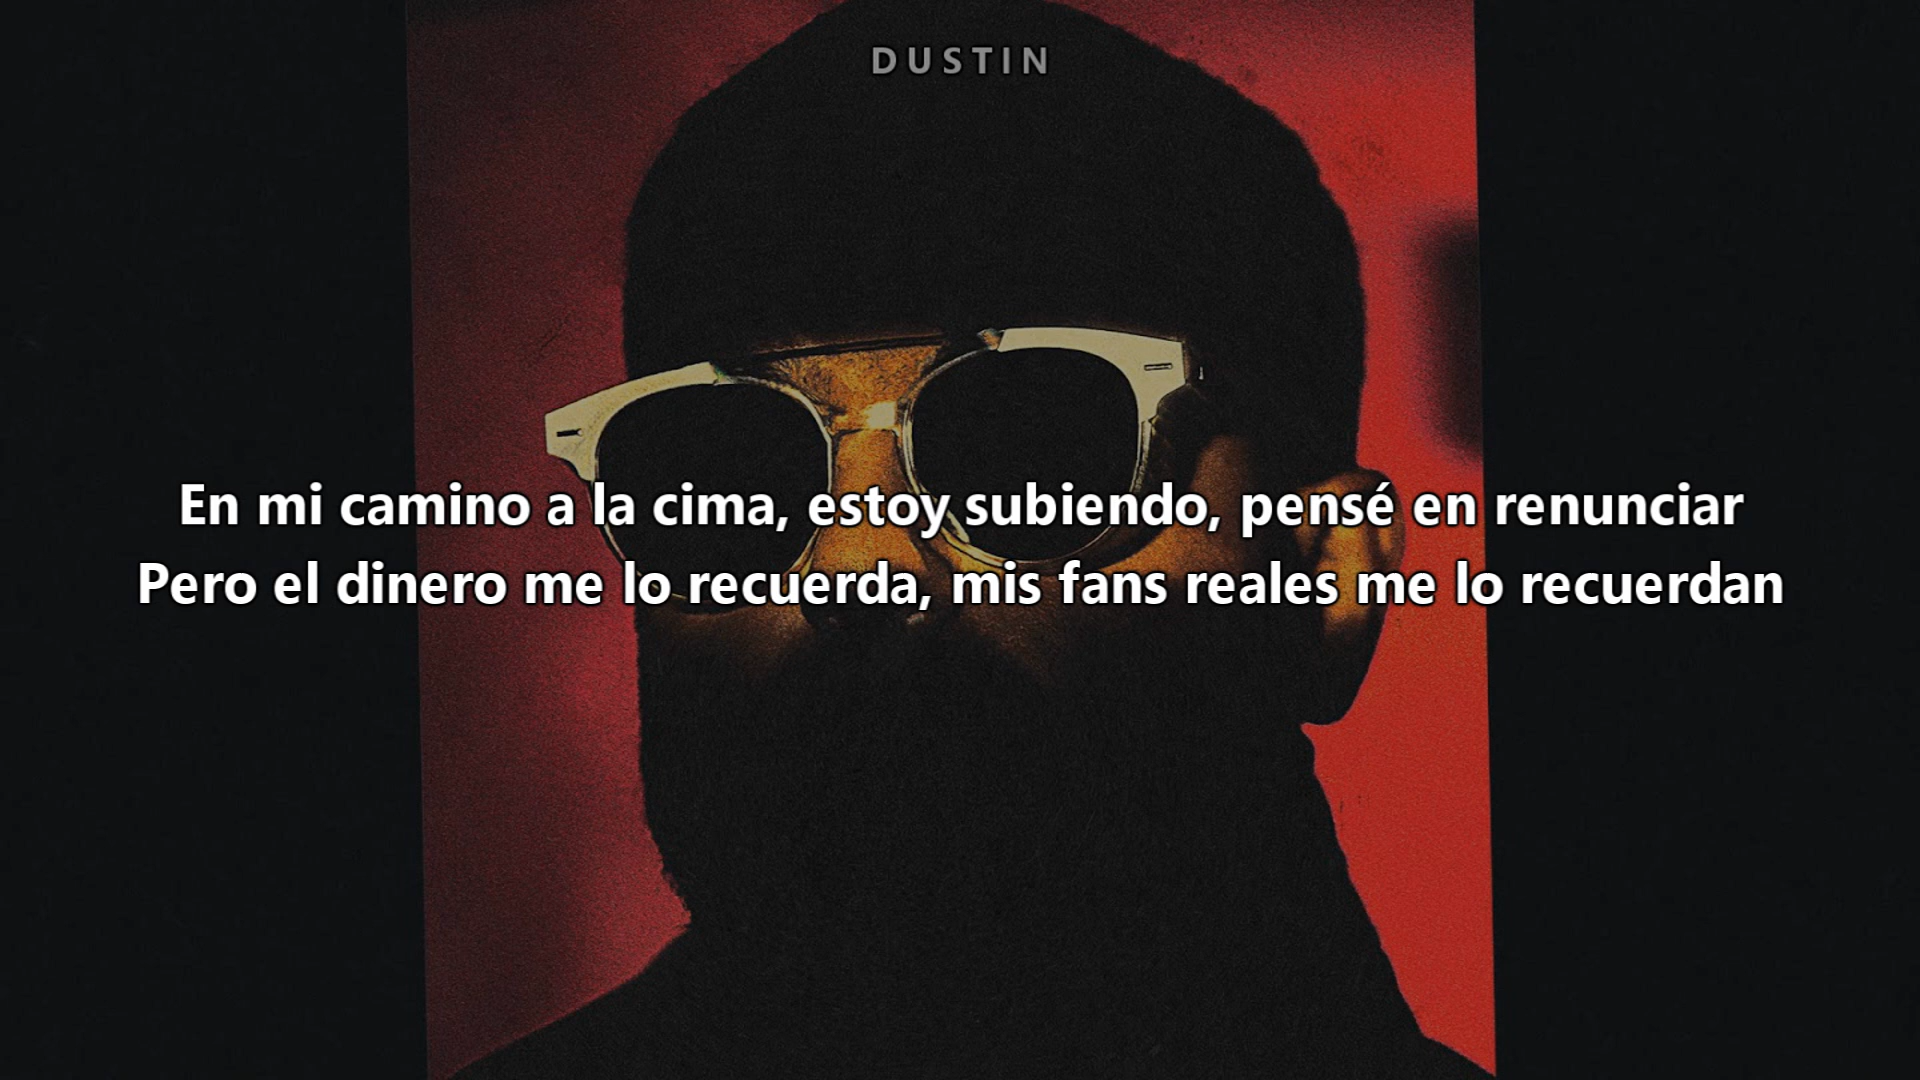 DUSTIN
En mi camino a la cima, estoy subiendo, pensé en renunciar
Pero el dinero me lo recuerda, mis fans reales me lo recuerdan